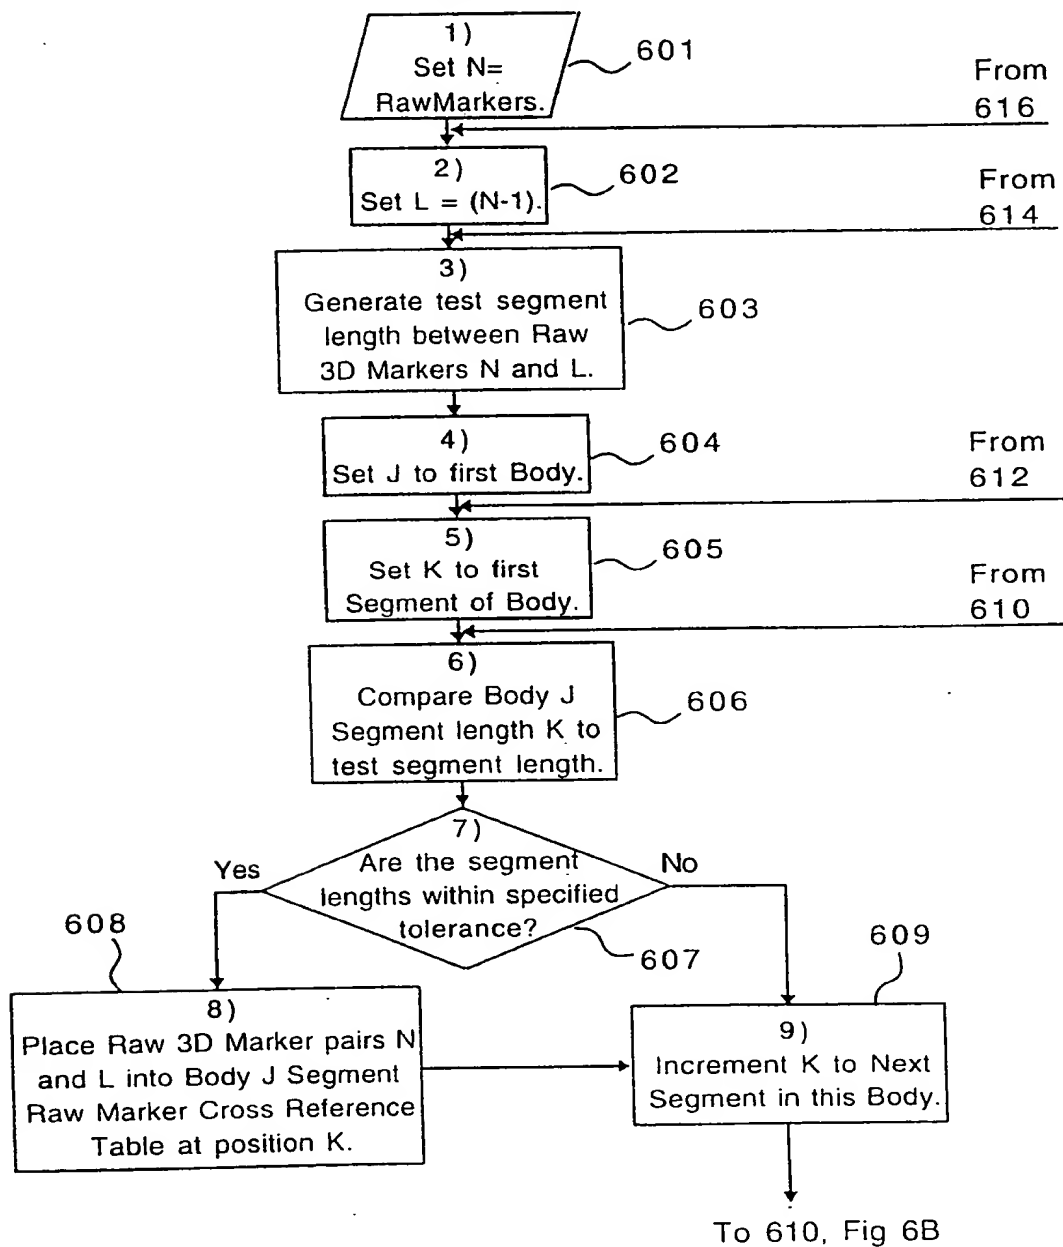 1)
Set N=
RawMarkers.
601
From
616
2)
Set L = (N-1).
602
From
614
3)
Generate test segment
length between Raw
3D Markers N and L.
603
4)
Set J to first Body.
604
From
612
5)
Set K to first
Segment of Body.
605
From
610
6)
Compare Body J
Segment length K to
test segment length.
606
7)
Are the segment
lengths within specified
tolerance?
Yes
No
607
608
609
8)
Place Raw 3D Marker pairs N
and L into Body J Segment
Raw Marker Cross Reference
Table at position K.
9)
Increment K to Next
Segment in this Body.
To 610, Fig 6B